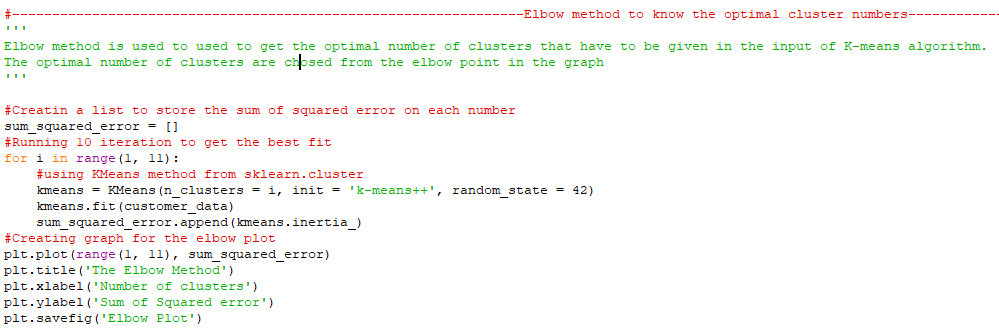 #----------------------------------------------------------------Elbow method to know the optimal cluster numbers------------
'''
Elbow method is used to used to get the optimal number of clusters that have to be given in the input of K-means algorithm.
The optimal number of clusters are chosed from the elbow point in the graph
'''
#Creatin a list to store the sum of squared error on each number
sum_squared_error = []
#Running 10 iteration to get the best fit
for i in range(1, 11):
    #using KMeans method from sklearn.cluster
    kmeans = KMeans(n_clusters = i, init = 'k-means++', random_state = 42)
    kmeans.fit(customer_data)
    sum_squared_error.append(kmeans.inertia_)
#Creating graph for the elbow plot
plt.plot(range(1, 11), sum_squared_error)
plt.title('The Elbow Method')
plt.xlabel('Number of clusters')
plt.ylabel('Sum of Squared error')
plt.savefig('Elbow Plot')